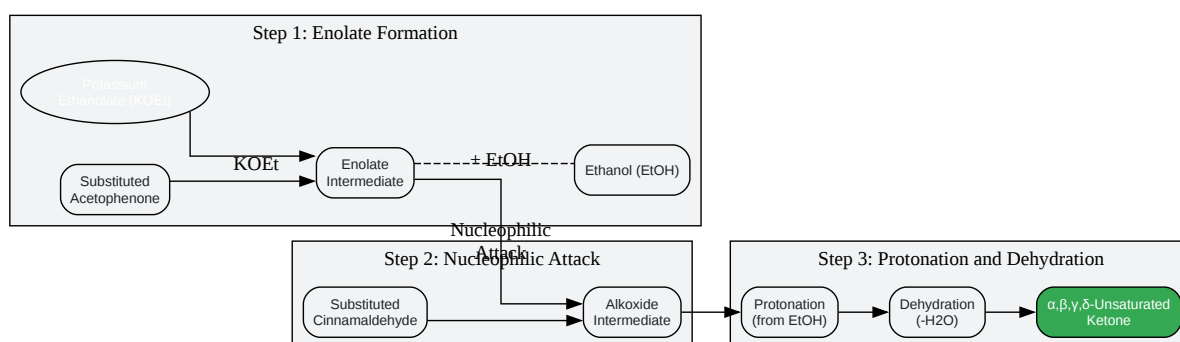 Step 1: Enolate Formation
Potassium
Ethanolate (KOEt)
KOEt
+ EtOH
Substituted
Acetophenone
Enolate
Intermediate
Ethanol (EtOH)
Nucleophilic
Attack
Step 2: Nucleophilic Attack
Substituted
Cinnamaldehyde
Alkoxide
Intermediate
Step 3: Protonation and Dehydration
Protonation
(from EtOH)
Dehydration
(-H2O)
α,β,γ,δ-Unsaturated
Ketone